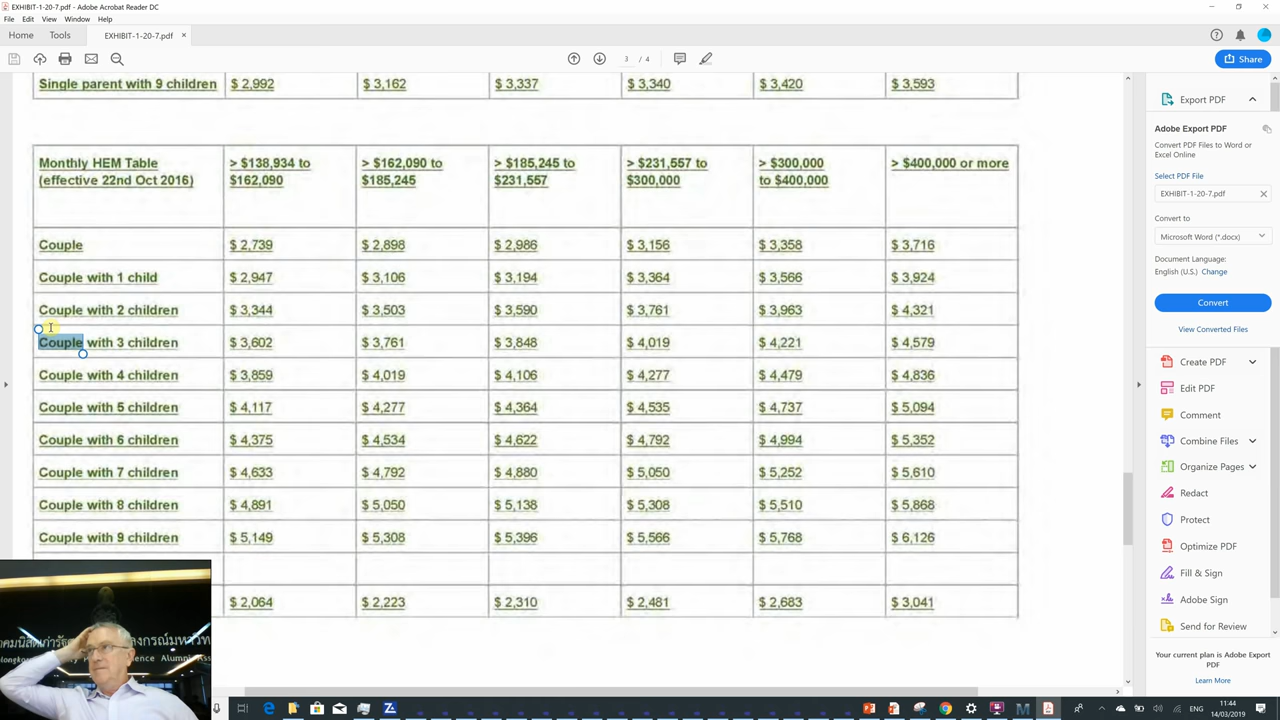 EXHIBIT-1-20-7.pdf - Adobe Acrobat Reader DC
File Edit View Window Help
Home Tools EXHIBIT-1-20-7.pdf ×
3 / 4
Share
Single parent with 9 children $ 2,992 $ 3,162 $ 3,337 $ 3,340 $ 3,420 $ 3,593
Monthly HEM Table > $138,934 to > $162,090 to > $185,245 to > $231,557 to > $300,000 > $400,000 or more
(effective 22nd Oct 2016) $162,090 $185,245 $231,557 $300,000 to $400,000
Couple $ 2,739 $ 2,898 $ 2,986 $ 3,156 $ 3,358 $ 3,716
Couple with 1 child $ 2,947 $ 3,106 $ 3,194 $ 3,364 $ 3,566 $ 3,924
Couple with 2 children $ 3,344 $ 3,503 $ 3,590 $ 3,761 $ 3,963 $ 4,321
Couple with 3 children $ 3,602 $ 3,761 $ 3,848 $ 4,019 $ 4,221 $ 4,579
Couple with 4 children $ 3,859 $ 4,019 $ 4,106 $ 4,277 $ 4,479 $ 4,836
Couple with 5 children $ 4,117 $ 4,277 $ 4,364 $ 4,535 $ 4,737 $ 5,094
Couple with 6 children $ 4,375 $ 4,534 $ 4,622 $ 4,792 $ 4,994 $ 5,352
Couple with 7 children $ 4,633 $ 4,792 $ 4,880 $ 5,050 $ 5,252 $ 5,610
Couple with 8 children $ 4,891 $ 5,050 $ 5,138 $ 5,308 $ 5,510 $ 5,868
Couple with 9 children $ 5,149 $ 5,308 $ 5,396 $ 5,566 $ 5,768 $ 6,126
$ 2,064 $ 2,223 $ 2,310 $ 2,481 $ 2,683 $ 3,041
Export PDF
Adobe Export PDF
Convert PDF Files to Word or
Excel Online
Select PDF File
EXHIBIT-1-20-7.pdf
Convert to
Microsoft Word (*.docx)
Document Language:
English (U.S.) Change
Convert
View Converted Files
Create PDF
Edit PDF
Comment
Combine Files
Organize Pages
Redact
Protect
Optimize PDF
Fill & Sign
Adobe Sign
Send for Review
Your current plan is Adobe Export
PDF
Learn More
Alumni
ENG
11:44
14/03/2019